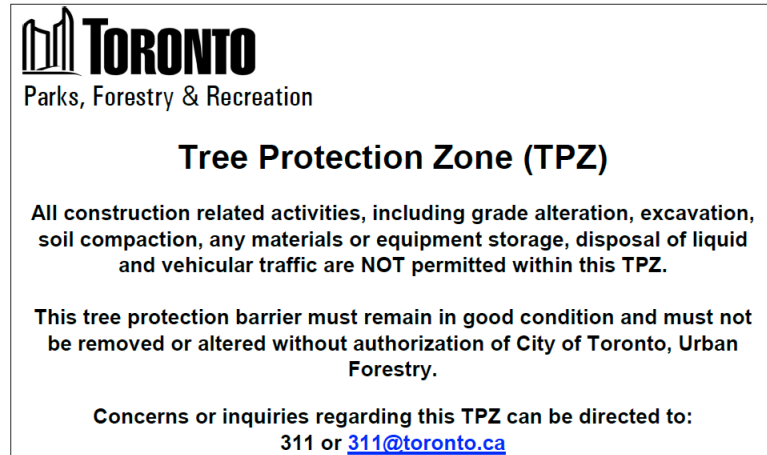 TORONTO
Parks, Forestry & Recreation
Tree Protection Zone (TPZ)
All construction related activities, including grade alteration, excavation,
soil compaction, any materials or equipment storage, disposal of liquid
and vehicular traffic are NOT permitted within this TPZ.
This tree protection barrier must remain in good condition and must not
be removed or altered without authorization of City of Toronto, Urban
Forestry.
Concerns or inquiries regarding this TPZ can be directed to:
311 or 311@toronto.ca